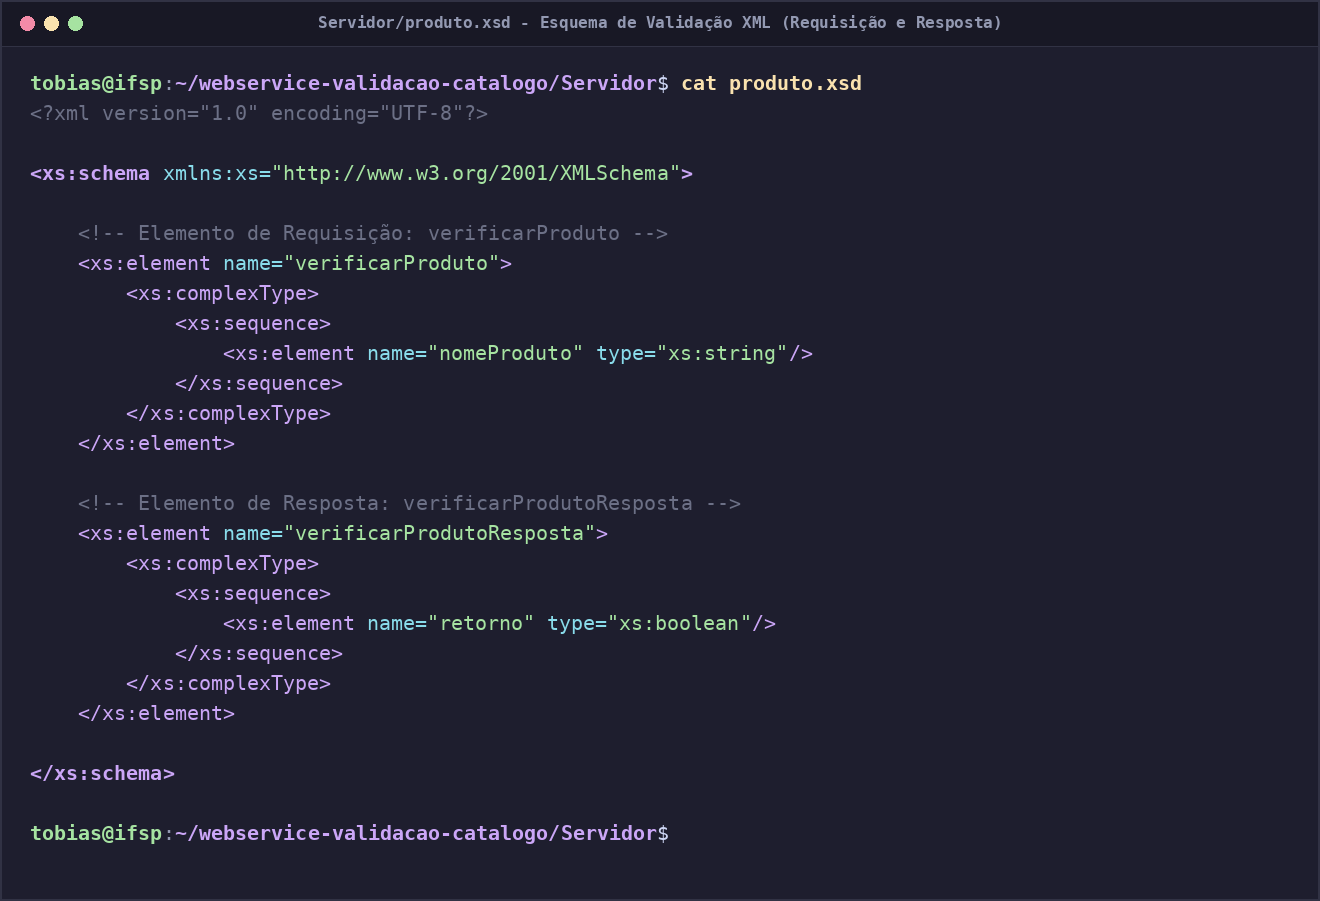 Servidor/produto.xsd - Esquema de Validação XML (Requisição e Resposta)
tobias@ifsp:~/webservice-validacao-catalogo/Servidor$ cat produto.xsd
<?xml version="1.0" encoding="UTF-8"?>
<xs:schema xmlns:xs="http://www.w3.org/2001/XMLSchema">
    <!-- Elemento de Requisição: verificarProduto -->
    <xs:element name="verificarProduto">
        <xs:complexType>
            <xs:sequence>
                <xs:element name="nomeProduto" type="xs:string"/>
            </xs:sequence>
        </xs:complexType>
    </xs:element>
    <!-- Elemento de Resposta: verificarProdutoResposta -->
    <xs:element name="verificarProdutoResposta">
        <xs:complexType>
            <xs:sequence>
                <xs:element name="retorno" type="xs:boolean"/>
            </xs:sequence>
        </xs:complexType>
    </xs:element>
</xs:schema>
tobias@ifsp:~/webservice-validacao-catalogo/Servidor$